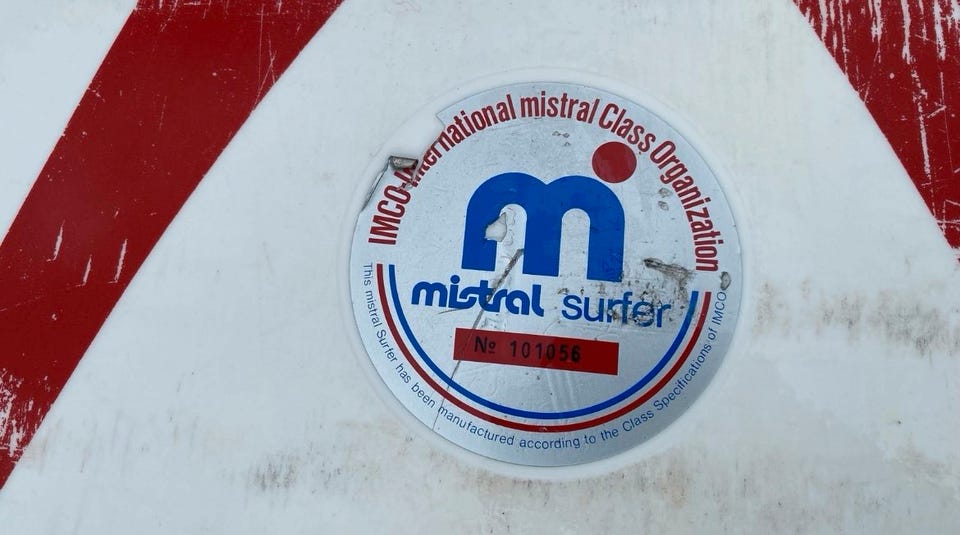 IMCO-International mistral Class Organization
m
mistral surfer
№ 101056
This mistral Surfer has been manufactured according to the Class Specifications of IMCO